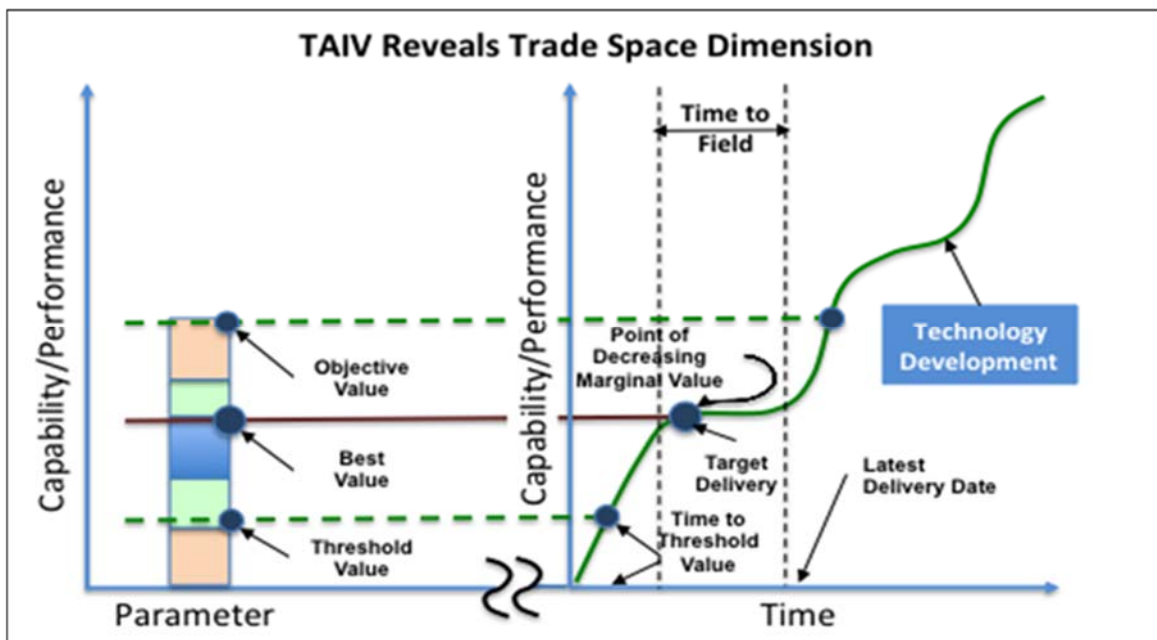 TAIV Reveals Trade Space Dimension
Capability/Performance
Objective
Value
Best
Value
Threshold
Value
Parameter
Capability/Performance
Time to
Field
Point of
Decreasing
Marginal Value
Technology
Development
Target
Delivery
Latest
Delivery Date
Time to
Threshold
Value
Time